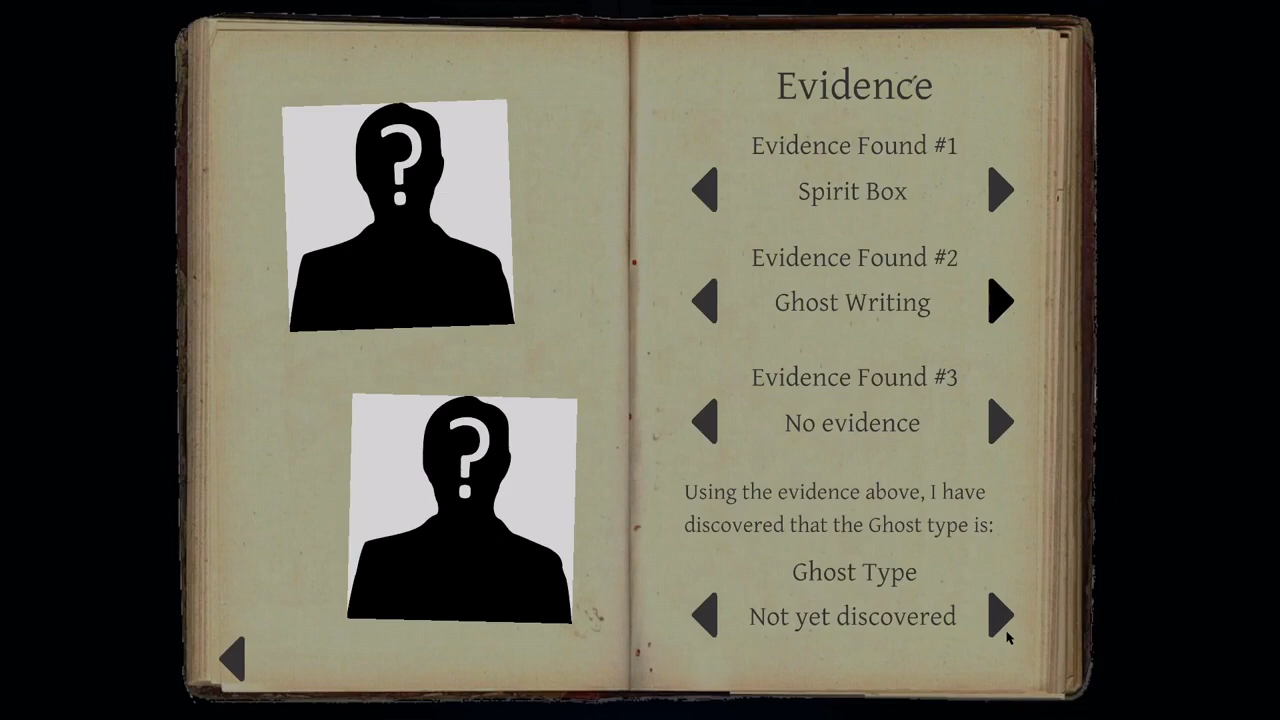 ?
?
Evidence
Evidence Found #1
Spirit Box
Evidence Found #2
Ghost Writing
Evidence Found #3
No evidence
Using the evidence above, I have
discovered that the Ghost type is:
Ghost Type
Not yet discovered